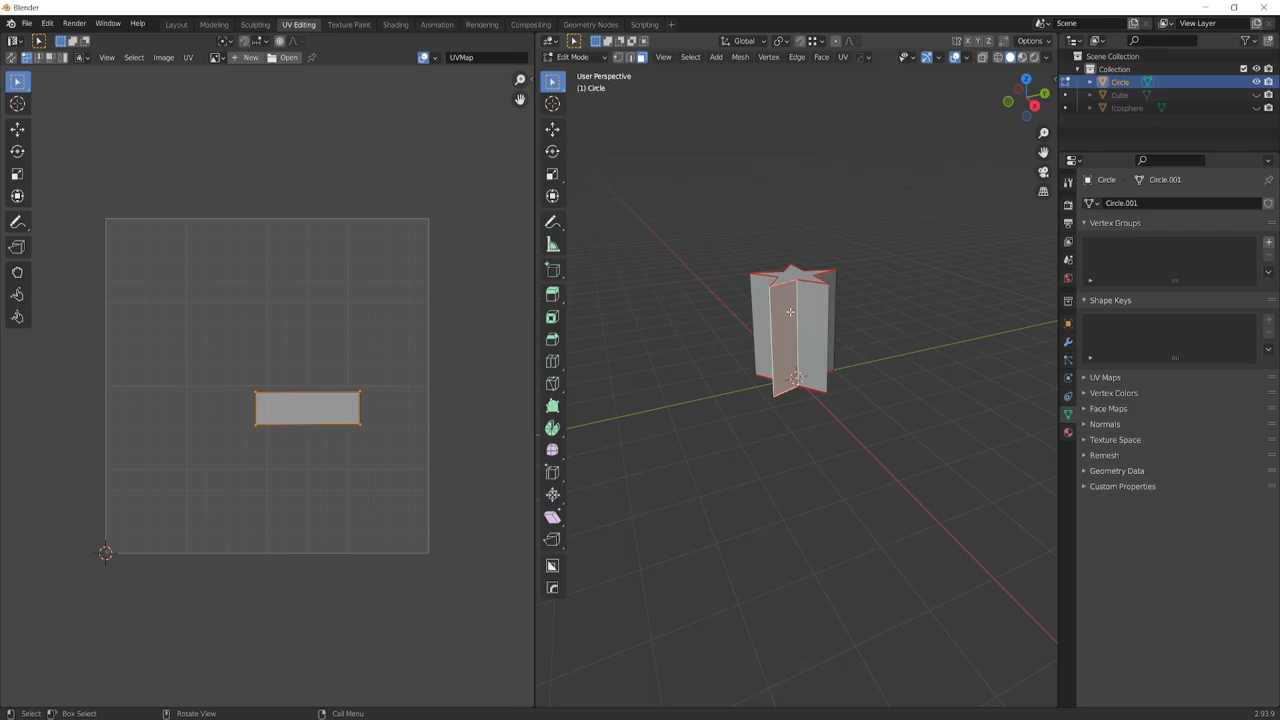 Blender
File Edit Render Window Help Layout Modeling Sculpting UV Editing Texture Paint Shading Animation Rendering Compositing Geometry Nodes Scripting + Scene View Layer
Global X Y Z Options
View Select Image UV + New Open UVMap Edit Mode View Select Add Mesh Vertex Edge Face UV
User Perspective
(1) Circle
Scene Collection
Collection
Circle
Cube
Icosphere
Z
Y
X
Circle Circle.001
Circle.001
Vertex Groups
Shape Keys
UV Maps
Vertex Colors
Face Maps
Normals
Texture Space
Remesh
Geometry Data
Custom Properties
Select Box Select Rotate View Call Menu 2.93.9